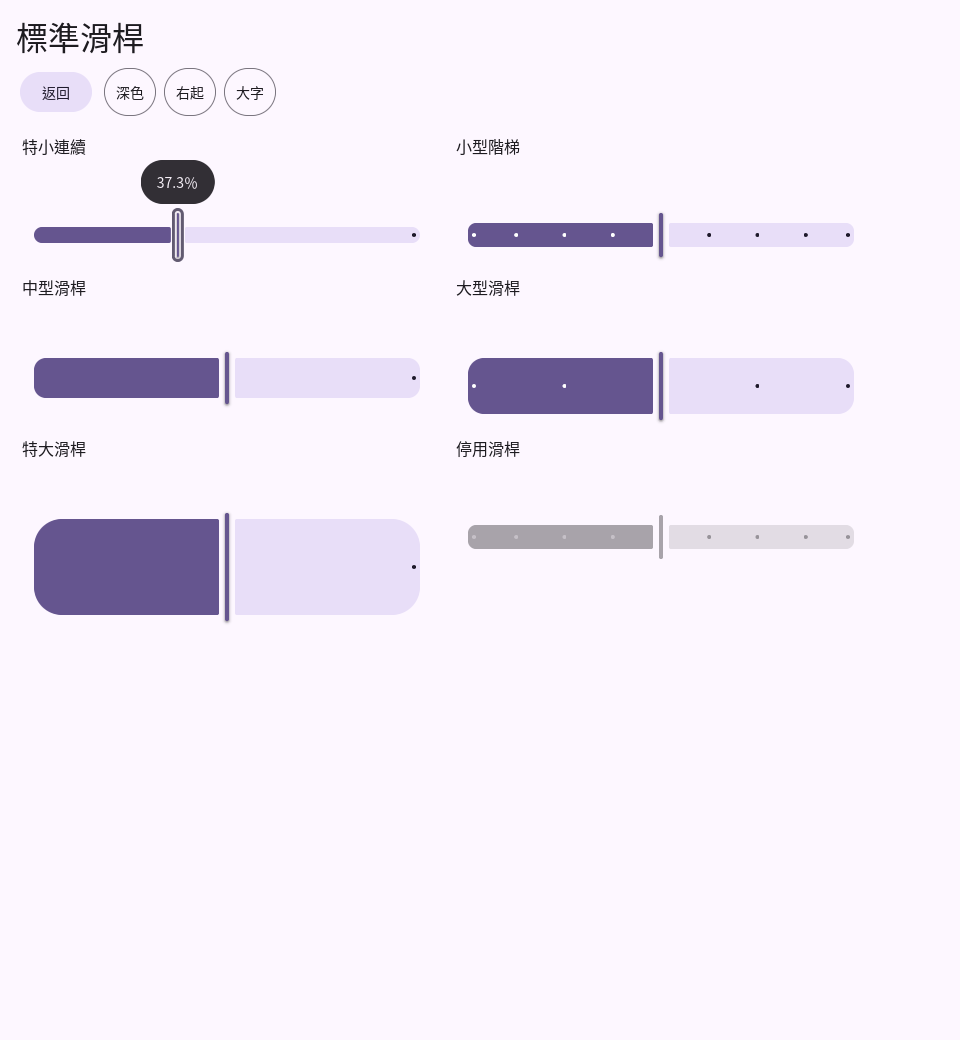 標準滑桿
返回 深色 右起 大字
特小連續 小型階梯
37.3%
中型滑桿 大型滑桿
特大滑桿 停用滑桿